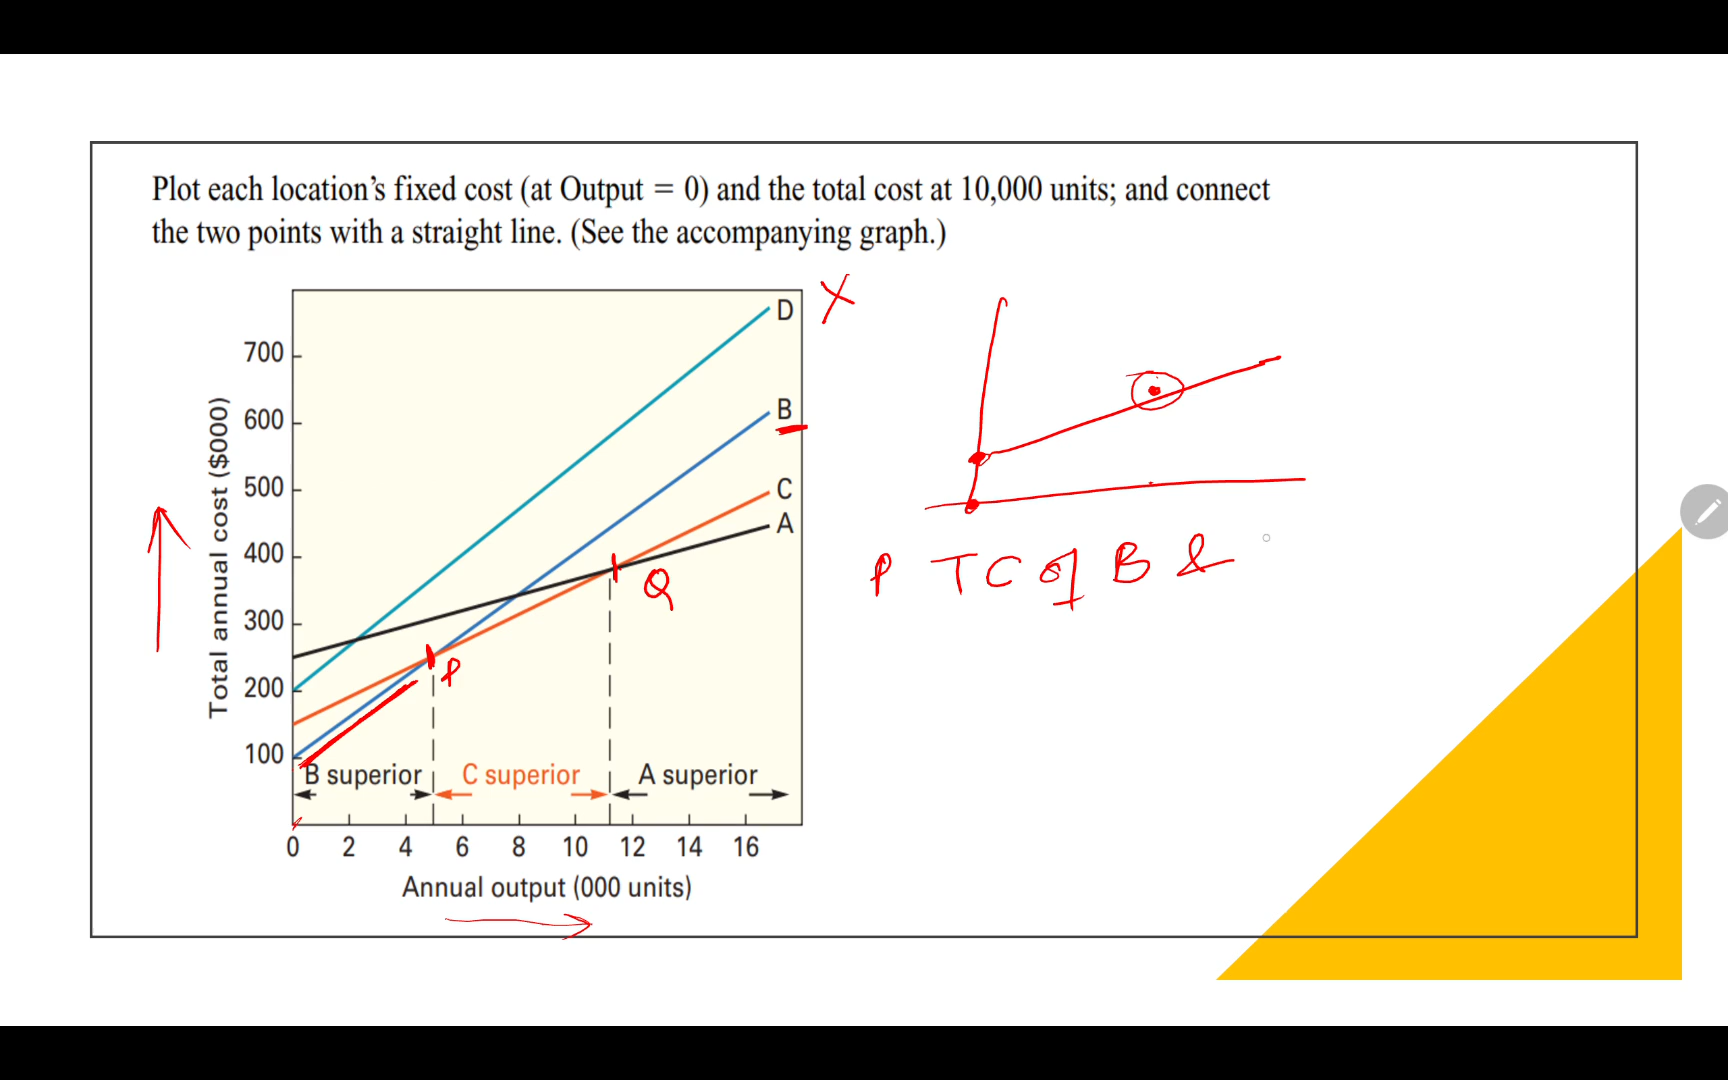 Plot each location’s fixed cost (at Output = 0) and the total cost at 10,000 units; and connect
the two points with a straight line. (See the accompanying graph.)
X
D
B
C
A
700
600
500
400
300
200
100
Total annual cost ($000)
Q
P
P TC of B &
B superior
C superior
A superior
0 2 4 6 8 10 12 14 16
Annual output (000 units)